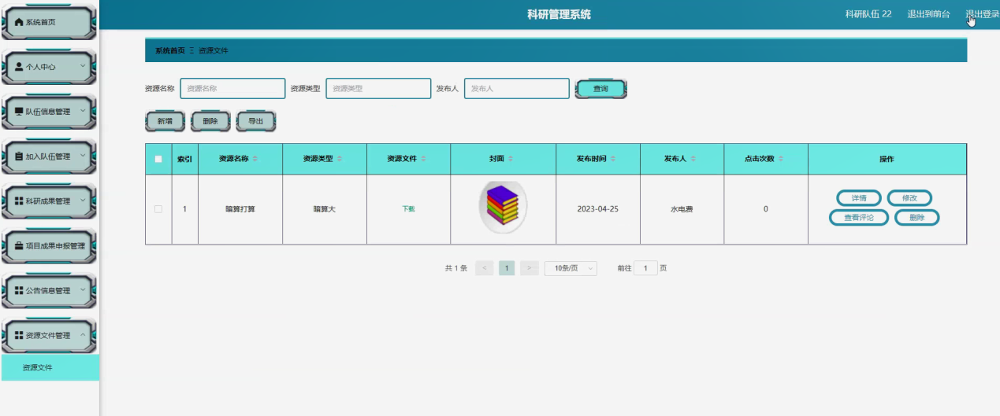 科研管理系统
科研队伍 22 退出到前台 退出登录
系统首页
个人中心
队伍信息管理
加入队伍管理
科研成果管理
项目成果申报管理
公告信息管理
资源文件管理
资源文件
系统首页 Ξ 资源文件
资源名称 资源名称 资源类型 资源类型 发布人 发布人 查询
新增 删除 导出
索引 资源名称 资源类型 资源文件 封面 发布时间 发布人 点击次数 操作
1 暗算打算 暗算大 下载 2023-04-25 水电费 0 详情 修改
查看评论 删除
共 1 条 < 1 > 10条/页 前往 1 页